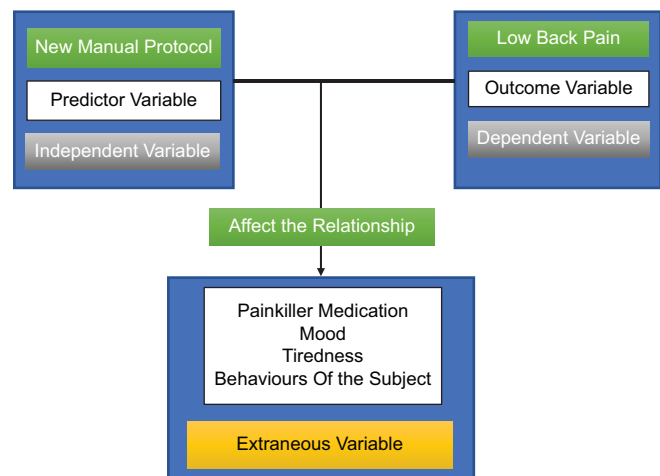 New Manual Protocol
Predictor Variable
Independent Variable
Low Back Pain
Outcome Variable
Dependent Variable
Affect the Relationship
Painkiller Medication
Mood
Tiredness
Behaviours Of the Subject
Extraneous Variable